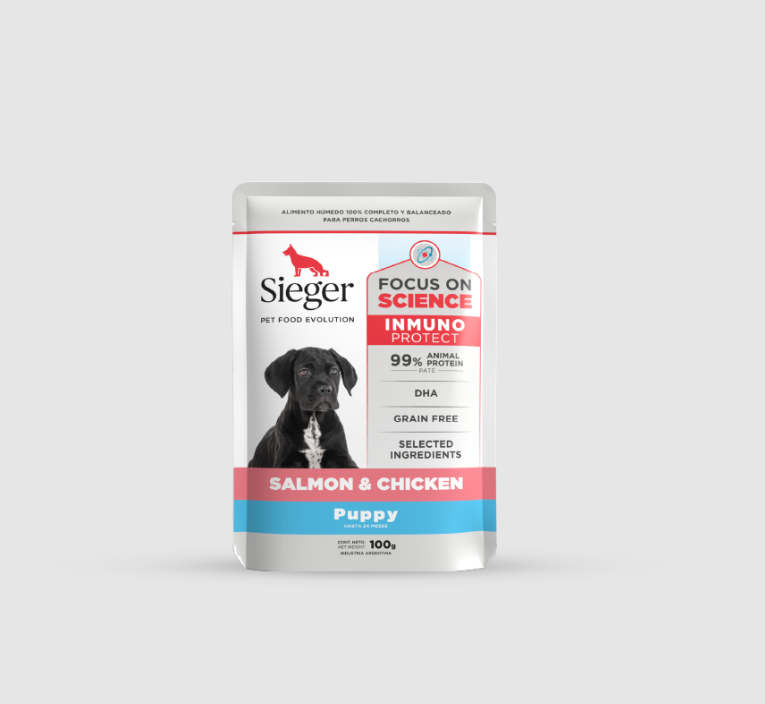 ALIMENTO HÚMEDO 100% COMPLETO Y BALANCEADO
PARA PERROS CACHORROS
Sieger
PET FOOD EVOLUTION
FOCUS ON
SCIENCE
INMUNO
PROTECT
99% ANIMAL
PROTEIN
PATÉ
DHA
GRAIN FREE
SELECTED
INGREDIENTS
SALMON & CHICKEN
Puppy
HASTA 24 MESES
CONT. NETO:
NET WEIGHT: 100g
INDUSTRIA ARGENTINA